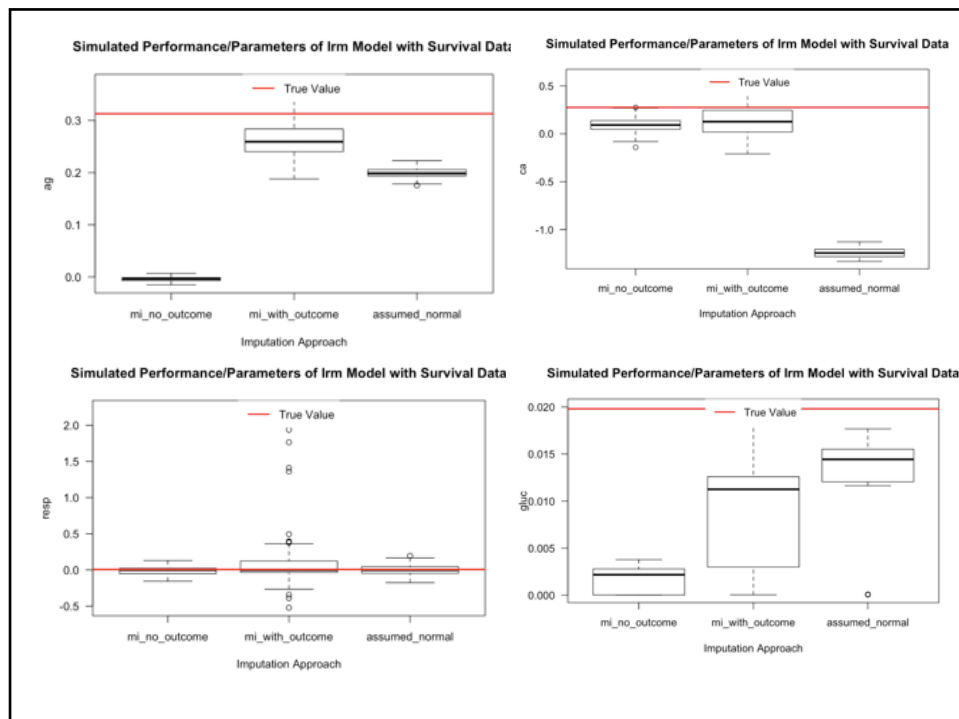 Simulated Performance/Parameters of lrm Model with Survival Data
True Value
ag
0.3
0.2
0.1
0.0
mi_no_outcome mi_with_outcome assumed_normal
Imputation Approach
Simulated Performance/Parameters of lrm Model with Survival Data
True Value
ca
0.5
0.0
-0.5
-1.0
mi_no_outcome mi_with_outcome assumed_normal
Imputation Approach
Simulated Performance/Parameters of lrm Model with Survival Data
True Value
resp
2.0
1.5
1.0
0.5
0.0
-0.5
mi_no_outcome mi_with_outcome assumed_normal
Imputation Approach
Simulated Performance/Parameters of lrm Model with Survival Data
True Value
gluc
0.020
0.015
0.010
0.005
0.000
mi_no_outcome mi_with_outcome assumed_normal
Imputation Approach